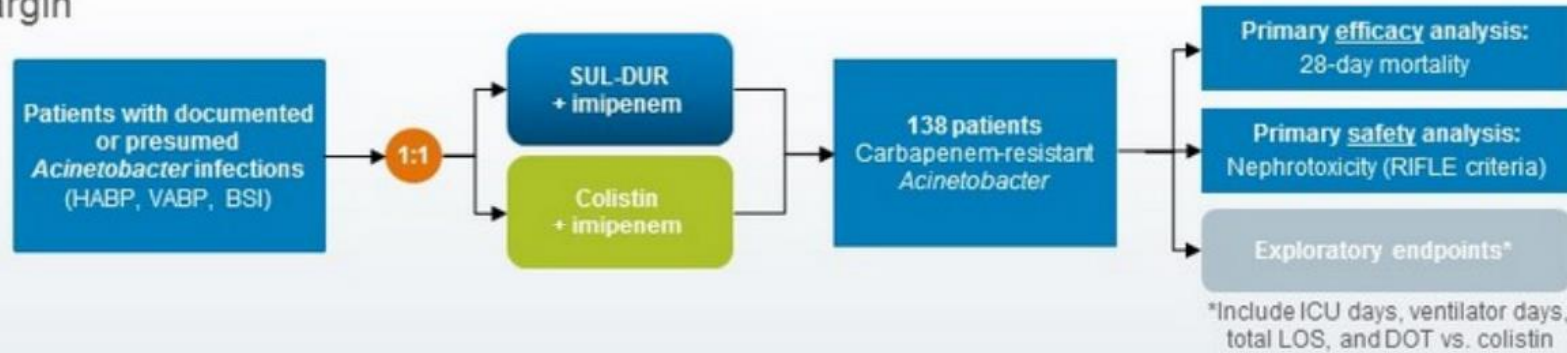 Patients with documented
or presumed
Acinetobacter infections
(HABP, VABP, BSI)
1:1
SUL-DUR
+ imipenem
Colistin
+ imipenem
138 patients
Carbapenem-resistant
Acinetobacter
Primary efficacy analysis:
28-day mortality
Primary safety analysis:
Nephrotoxicity (RIFLE criteria)
Exploratory endpoints*
*Include ICU days, ventilator days,
total LOS, and DOT vs. colistin